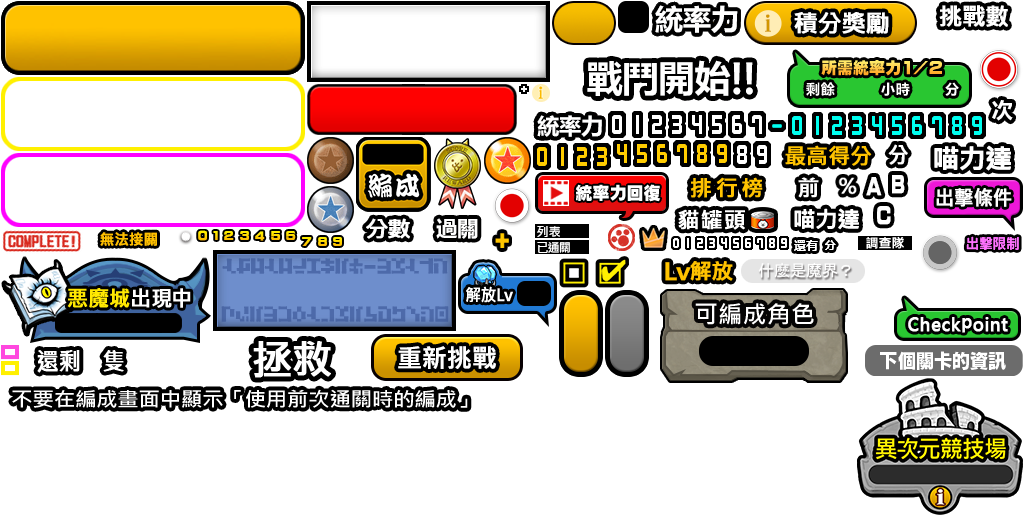 統率力
積分獎勵
挑戰數
戰鬥開始!!
所需統率力1/2
剩餘 小時 分
次
統率力
01234567-0123456789
012345678989
最高得分
分
喵力達
編成
統率力回復
排行榜
前 % A B
出擊條件
貓罐頭
喵力達 C
分數
過關
COMPLETE!
無法接關
0123456789
+
列表
已通關
0123456789
還有 分
調查隊
出擊限制
惡魔城出現中
解放Lv
Lv解放
什麼是魔界？
可編成角色
CheckPoint
還剩 隻
拯救
重新挑戰
下個關卡的資訊
不要在編成畫面中顯示「使用前次通關時的編成」
異次元競技場